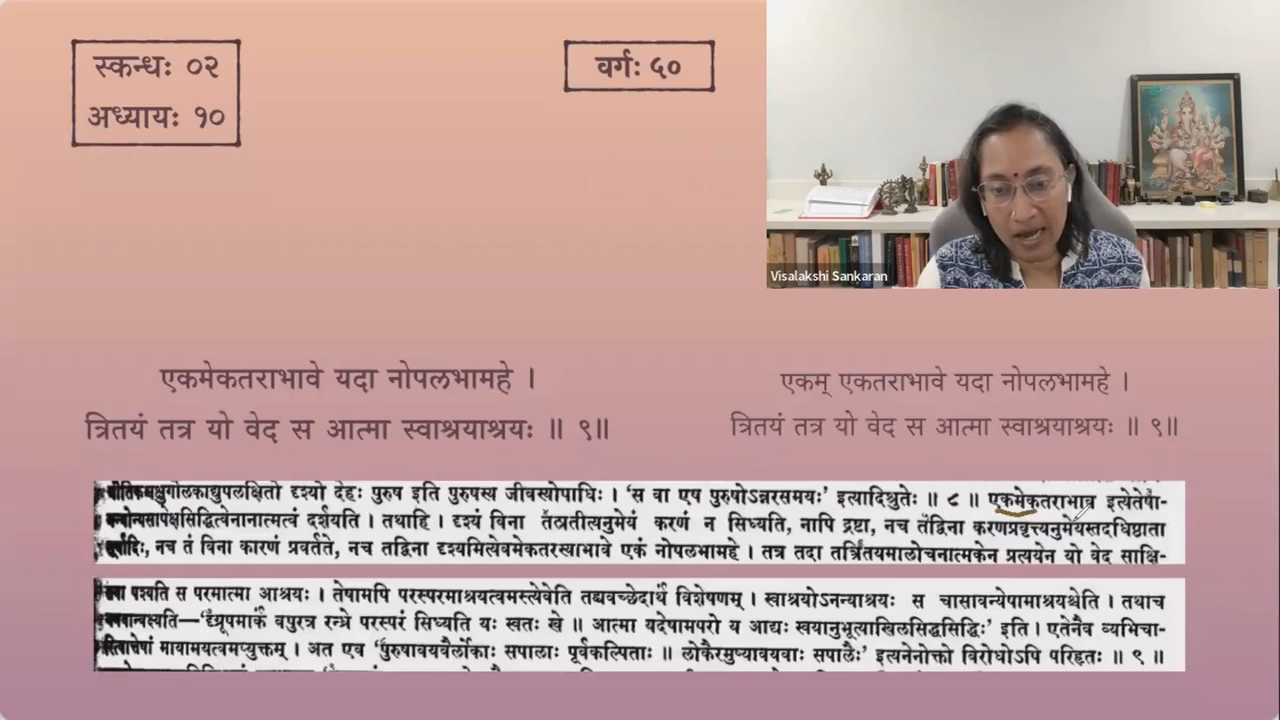 स्कन्धः ०२
अध्यायः १०
वर्गः ५०
Visalakshi Sankaran
एकमेकतराभावे यदा नोपलभामहे ।
त्रितयं तत्र यो वेद स आत्मा स्वाश्रयाश्रयः ॥ ९॥
एकम् एकतराभावे यदा नोपलभामहे ।
त्रितयं तत्र यो वेद स आत्मा स्वाश्रयाश्रयः ॥ ९॥
दृश्यो देहः पुरुष इति पुरुषस्य जीवस्योपाधिः । 'स वा एष पुरुषोऽन्नरसमयः' इत्यादिश्रुतेः ॥ ८ ॥ एकमेकतराभाव इत्येतेषा-
दर्शयति । तथाहि । दृश्यं विना तत्प्रतीत्यनुमेयं करणं न सिध्यति, नापि द्रष्टा, नच तद्विना करणप्रवृत्त्यनुमेयस्तदधिष्ठाता
नच तं विना कारणं प्रवर्तते, नच तद्विना दृश्यमित्येवमेकतरस्याभावे एकं नोपलभामहे । तत्र तदा तत्त्रितयमालोचनात्मकेन प्रत्ययेन यो वेद साक्षि-
पश्यति स परमात्मा आश्रयः । तेषामपि परस्परमाश्रयत्वमस्त्येवेति तद्व्यवच्छेदार्थं विशेषणम् । स्वाश्रयोऽनन्याश्रयः स चासावन्येषामाश्रयश्चेति । तथाच
वपुरत्र रन्ध्रे परस्परं सिध्यति यः स्वतः खे ॥ आत्मा यदेषामपरो य आद्यः स्वयानुभूत्याखिलसिद्धसिद्धिः' इति । एतेनैव व्यभिचा-
मायामयत्वमप्युक्तम् । अत एव 'पुरुषावयवैर्लोकाः सपालाः पूर्वकल्पिताः ॥ लोकैरमुष्यावयवाः सपालैः' इत्यनेनोक्तो विरोधोऽपि परिहृतः ॥ ९ ॥